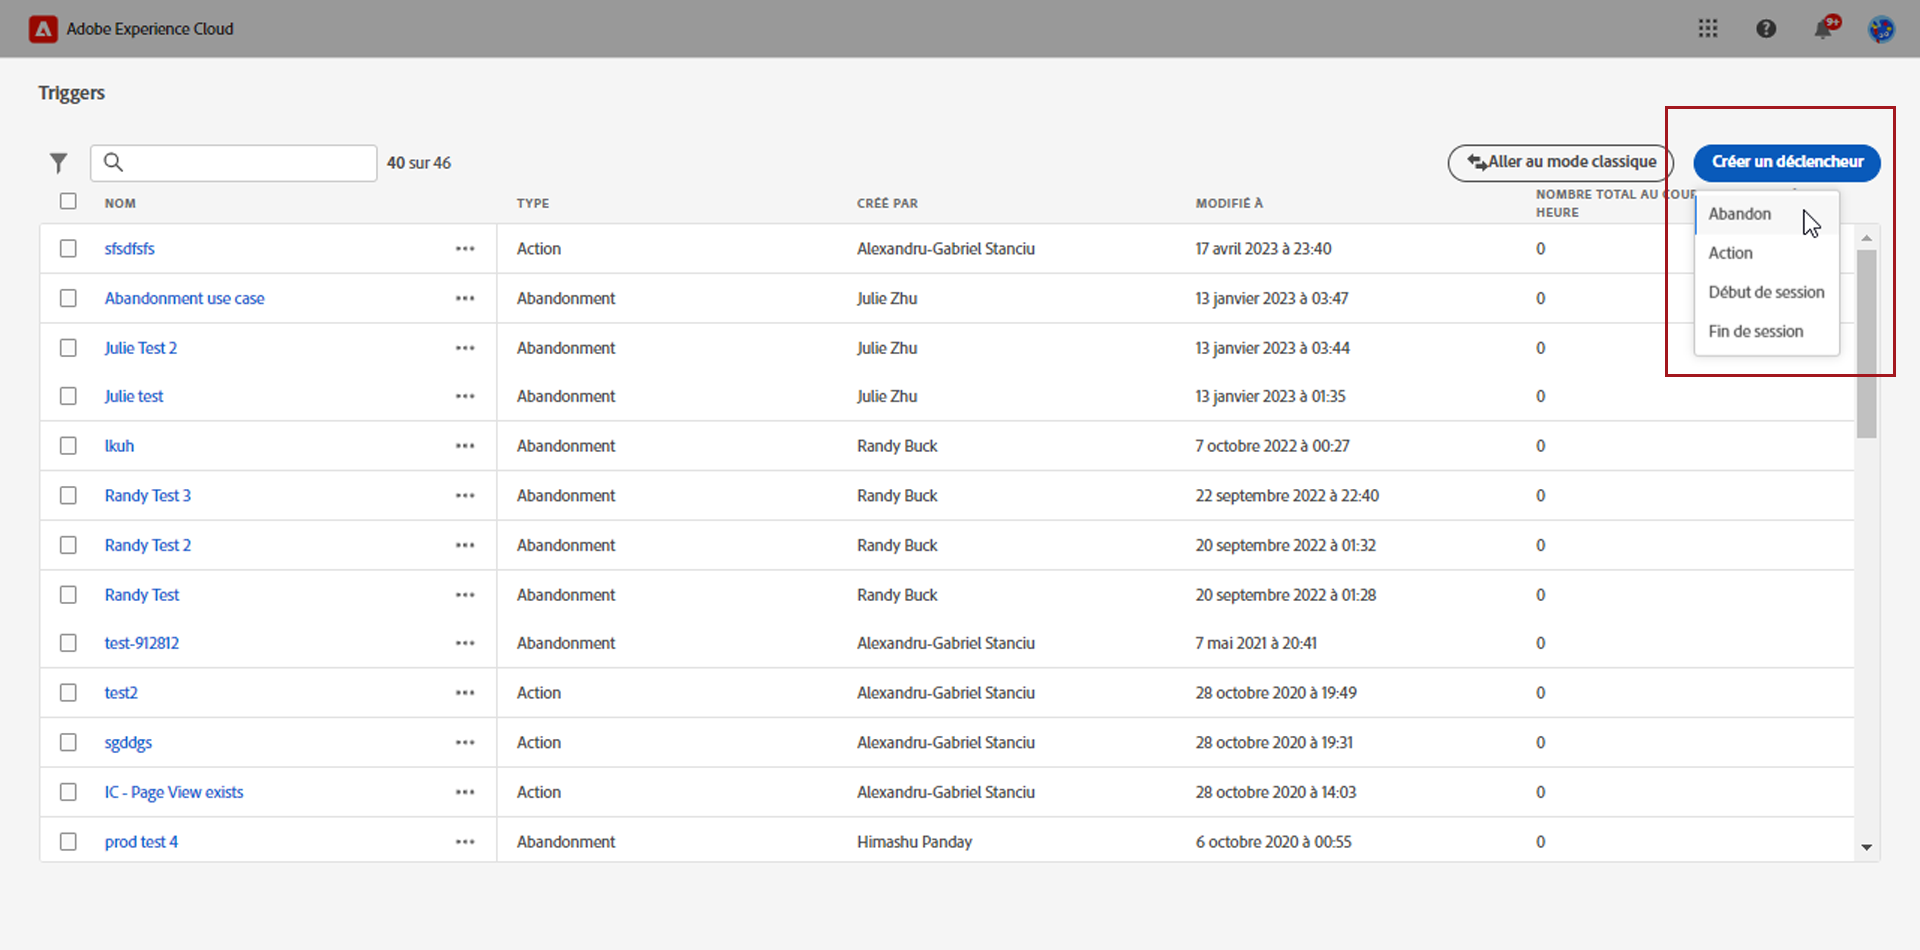 Adobe Experience Cloud
9+
Triggers
40 sur 46
Aller au mode classique
Créer un déclencheur
NOM TYPE CRÉÉ PAR MODIFIÉ À NOMBRE TOTAL AU
HEURE
Abandon
Action
Début de session
Fin de session
sfsdfsfs ••• Action Alexandru-Gabriel Stanciu 17 avril 2023 à 23:40 0
Abandonment use case ••• Abandonment Julie Zhu 13 janvier 2023 à 03:47 0
Julie Test 2 ••• Abandonment Julie Zhu 13 janvier 2023 à 03:44 0
Julie test ••• Abandonment Julie Zhu 13 janvier 2023 à 01:35 0
lkuh ••• Abandonment Randy Buck 7 octobre 2022 à 00:27 0
Randy Test 3 ••• Abandonment Randy Buck 22 septembre 2022 à 22:40 0
Randy Test 2 ••• Abandonment Randy Buck 20 septembre 2022 à 01:32 0
Randy Test ••• Abandonment Randy Buck 20 septembre 2022 à 01:28 0
test-912812 ••• Abandonment Alexandru-Gabriel Stanciu 7 mai 2021 à 20:41 0
test2 ••• Action Alexandru-Gabriel Stanciu 28 octobre 2020 à 19:49 0
sgddgs ••• Action Alexandru-Gabriel Stanciu 28 octobre 2020 à 19:31 0
IC - Page View exists ••• Action Alexandru-Gabriel Stanciu 28 octobre 2020 à 14:03 0
prod test 4 ••• Abandonment Himashu Panday 6 octobre 2020 à 00:55 0